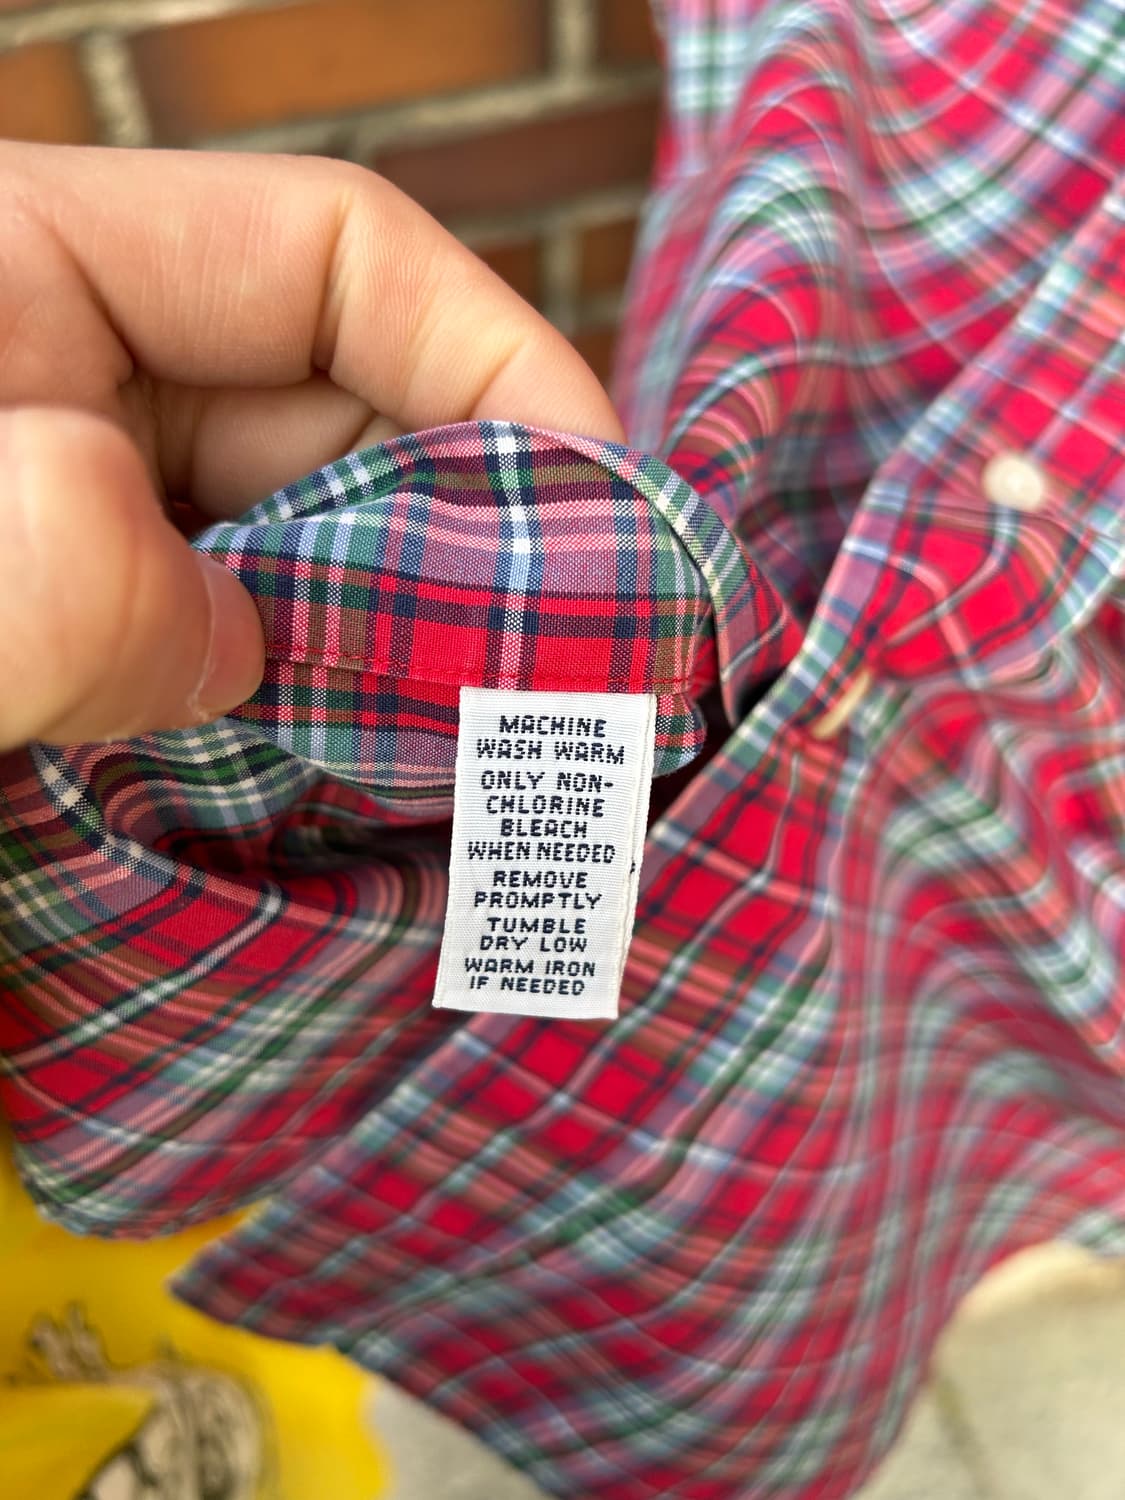 MACHINE
WASH WARM
ONLY NON-
CHLORINE
BLEACH
WHEN NEEDED
REMOVE
PROMPTLY
TUMBLE
DRY LOW
WARM IRON
IF NEEDED